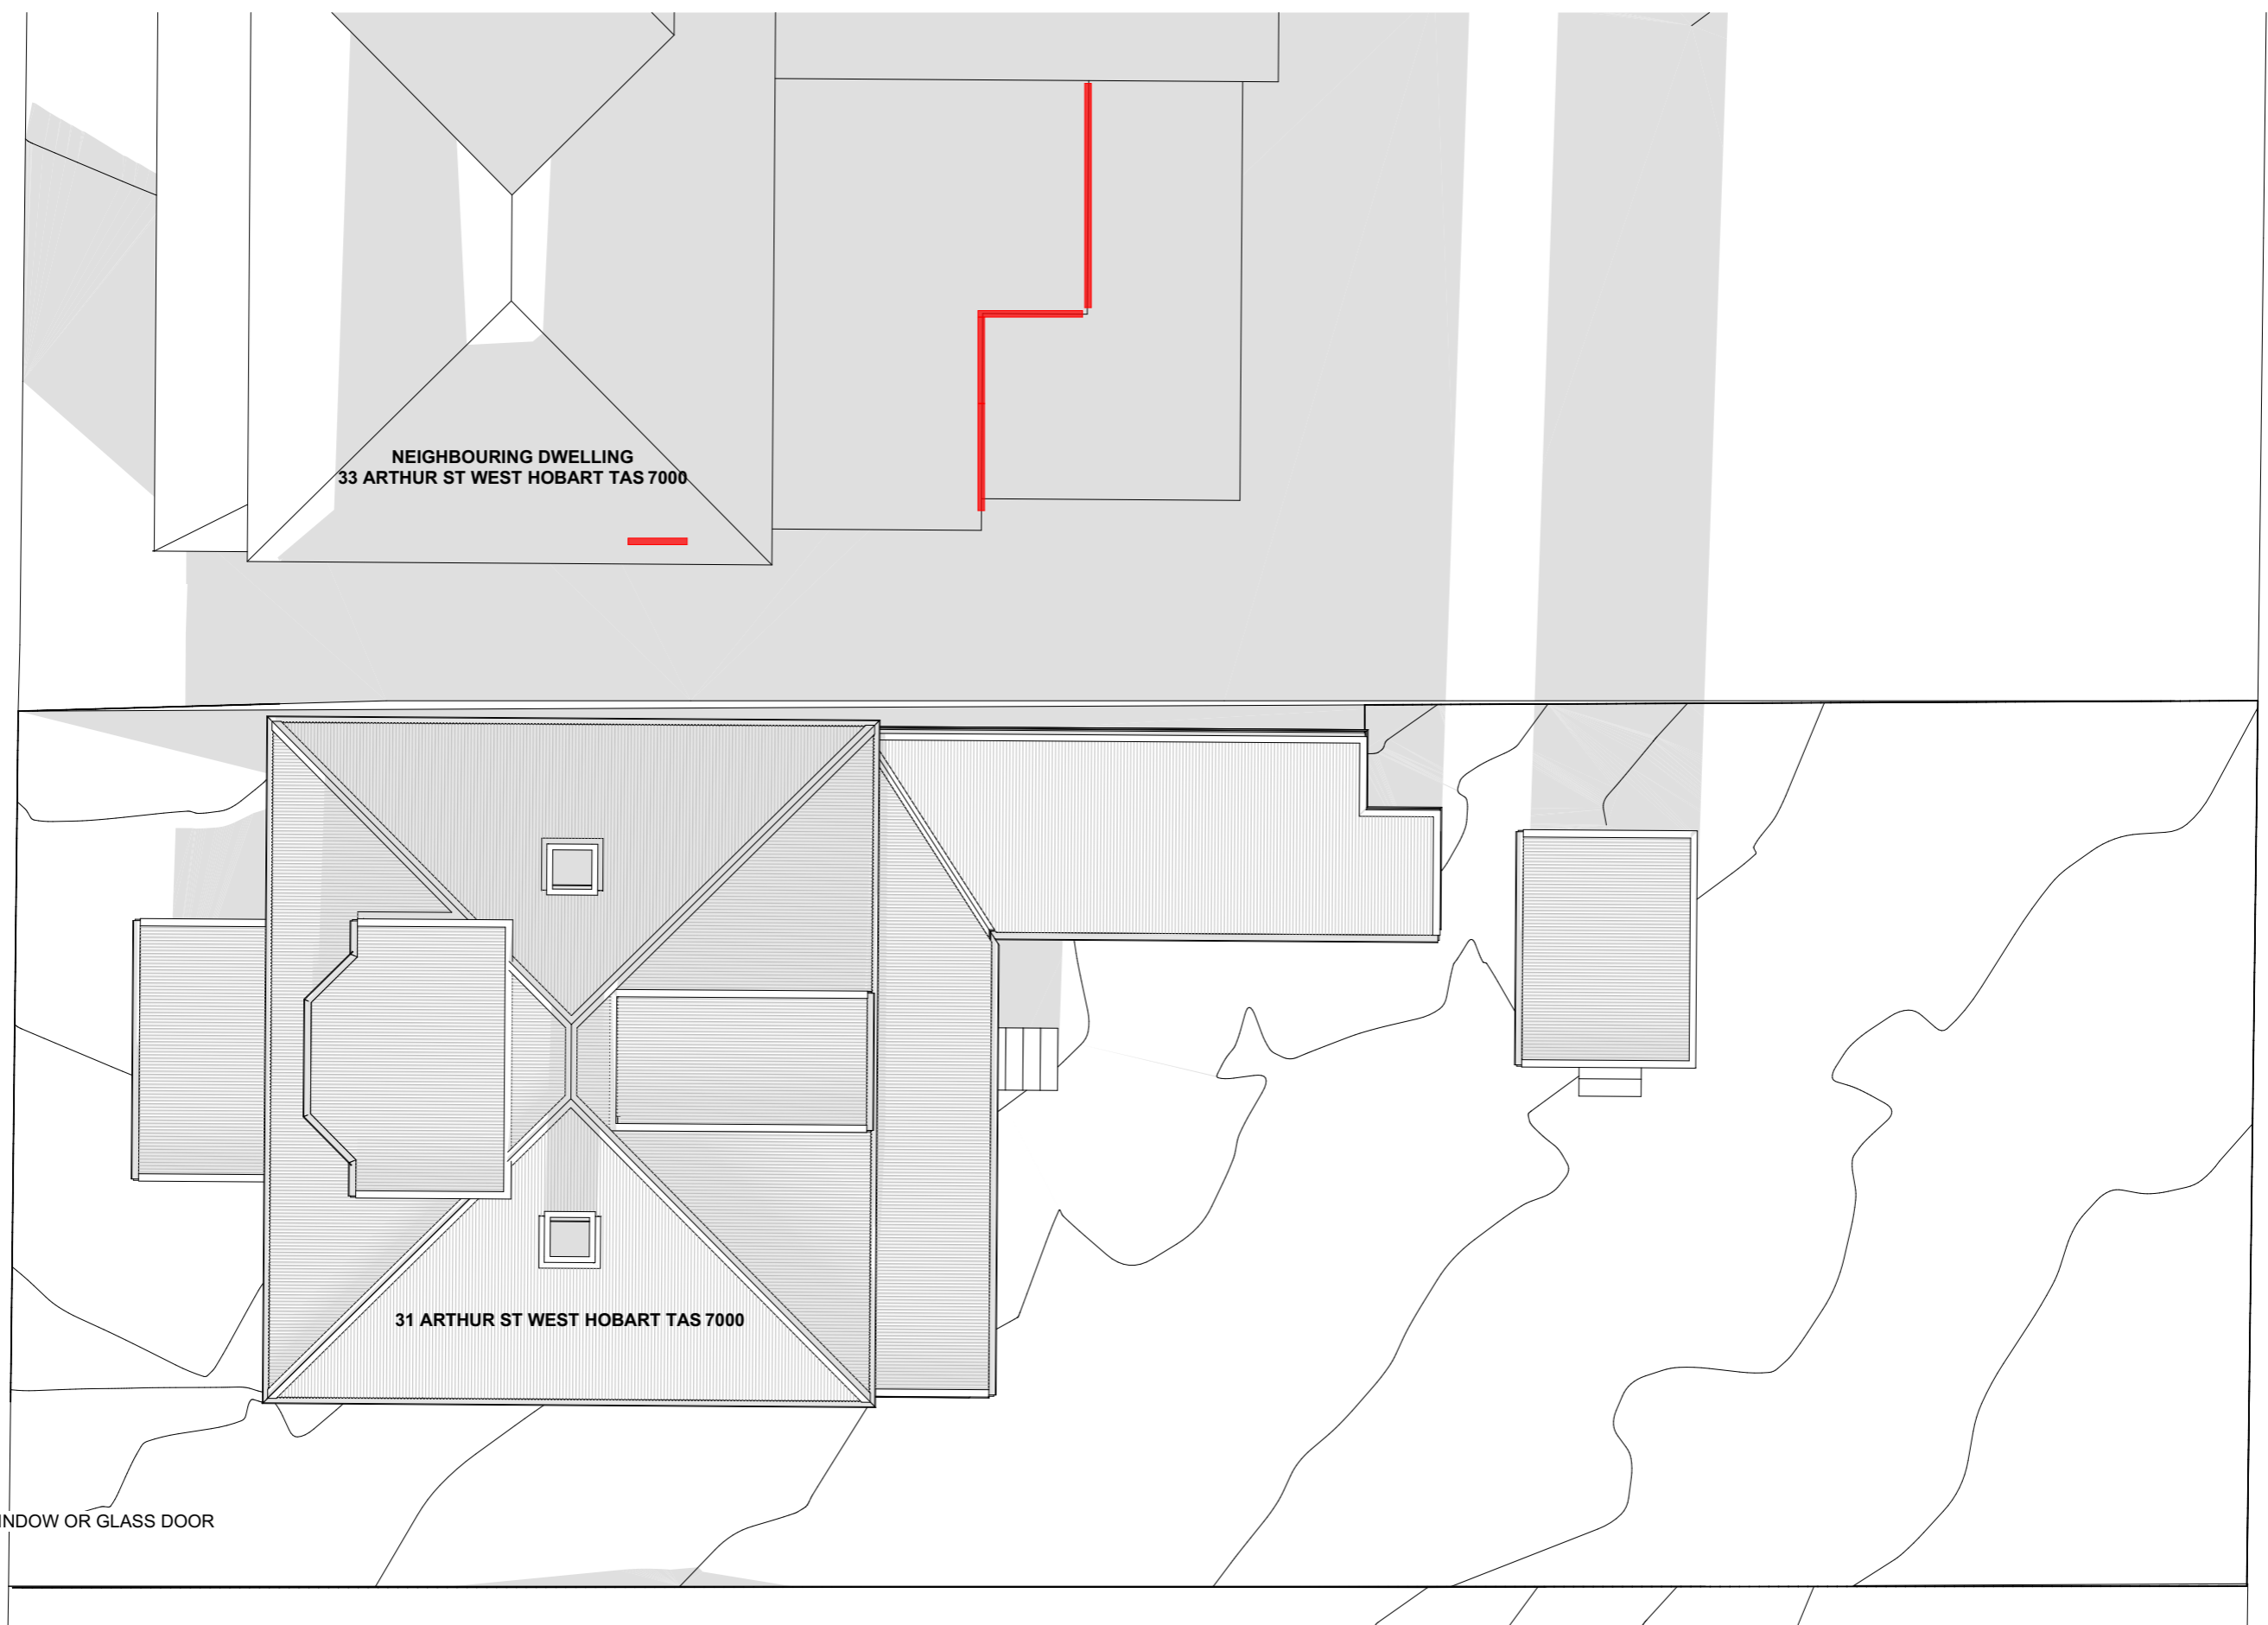 NEIGHBOURING DWELLING
33 ARTHUR ST WEST HOBART TAS 7000
31 ARTHUR ST WEST HOBART TAS 7000
INDOW OR GLASS DOOR